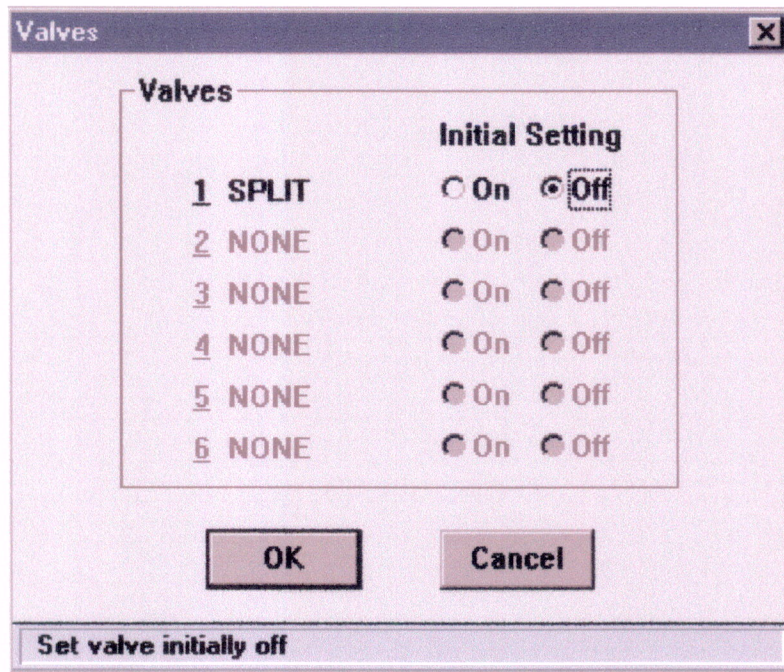 Valves
Valves
Initial Setting
1 SPLIT On Off
2 NONE On Off
3 NONE On Off
4 NONE On Off
5 NONE On Off
6 NONE On Off
OK Cancel
Set valve initially off